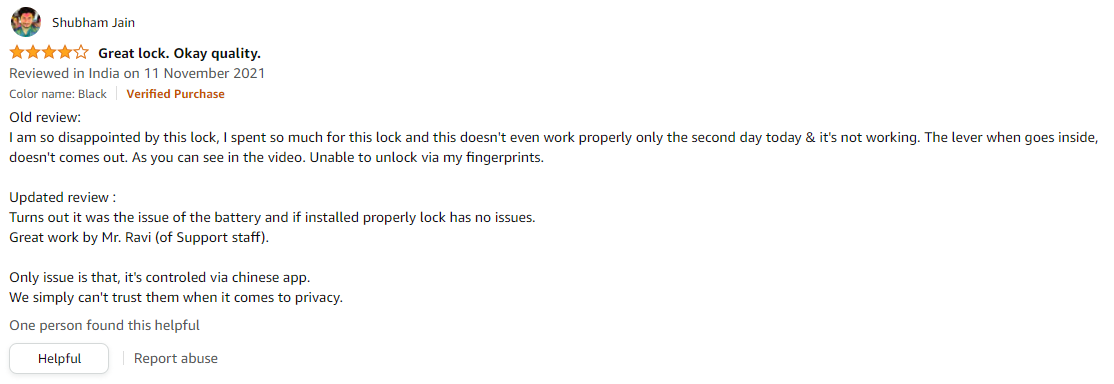 Shubham Jain
Great lock. Okay quality.
Reviewed in India on 11 November 2021
Color name: Black
Verified Purchase
Old review:
I am so disappointed by this lock, I spent so much for this lock and this doesn't even work properly only the second day today & it's not working. The lever when goes inside,
doesn't comes out. As you can see in the video. Unable to unlock via my fingerprints.
Updated review :
Turns out it was the issue of the battery and if installed properly lock has no issues.
Great work by Mr. Ravi (of Support staff).
Only issue is that, it's controled via chinese app.
We simply can't trust them when it comes to privacy.
One person found this helpful
Helpful
Report abuse